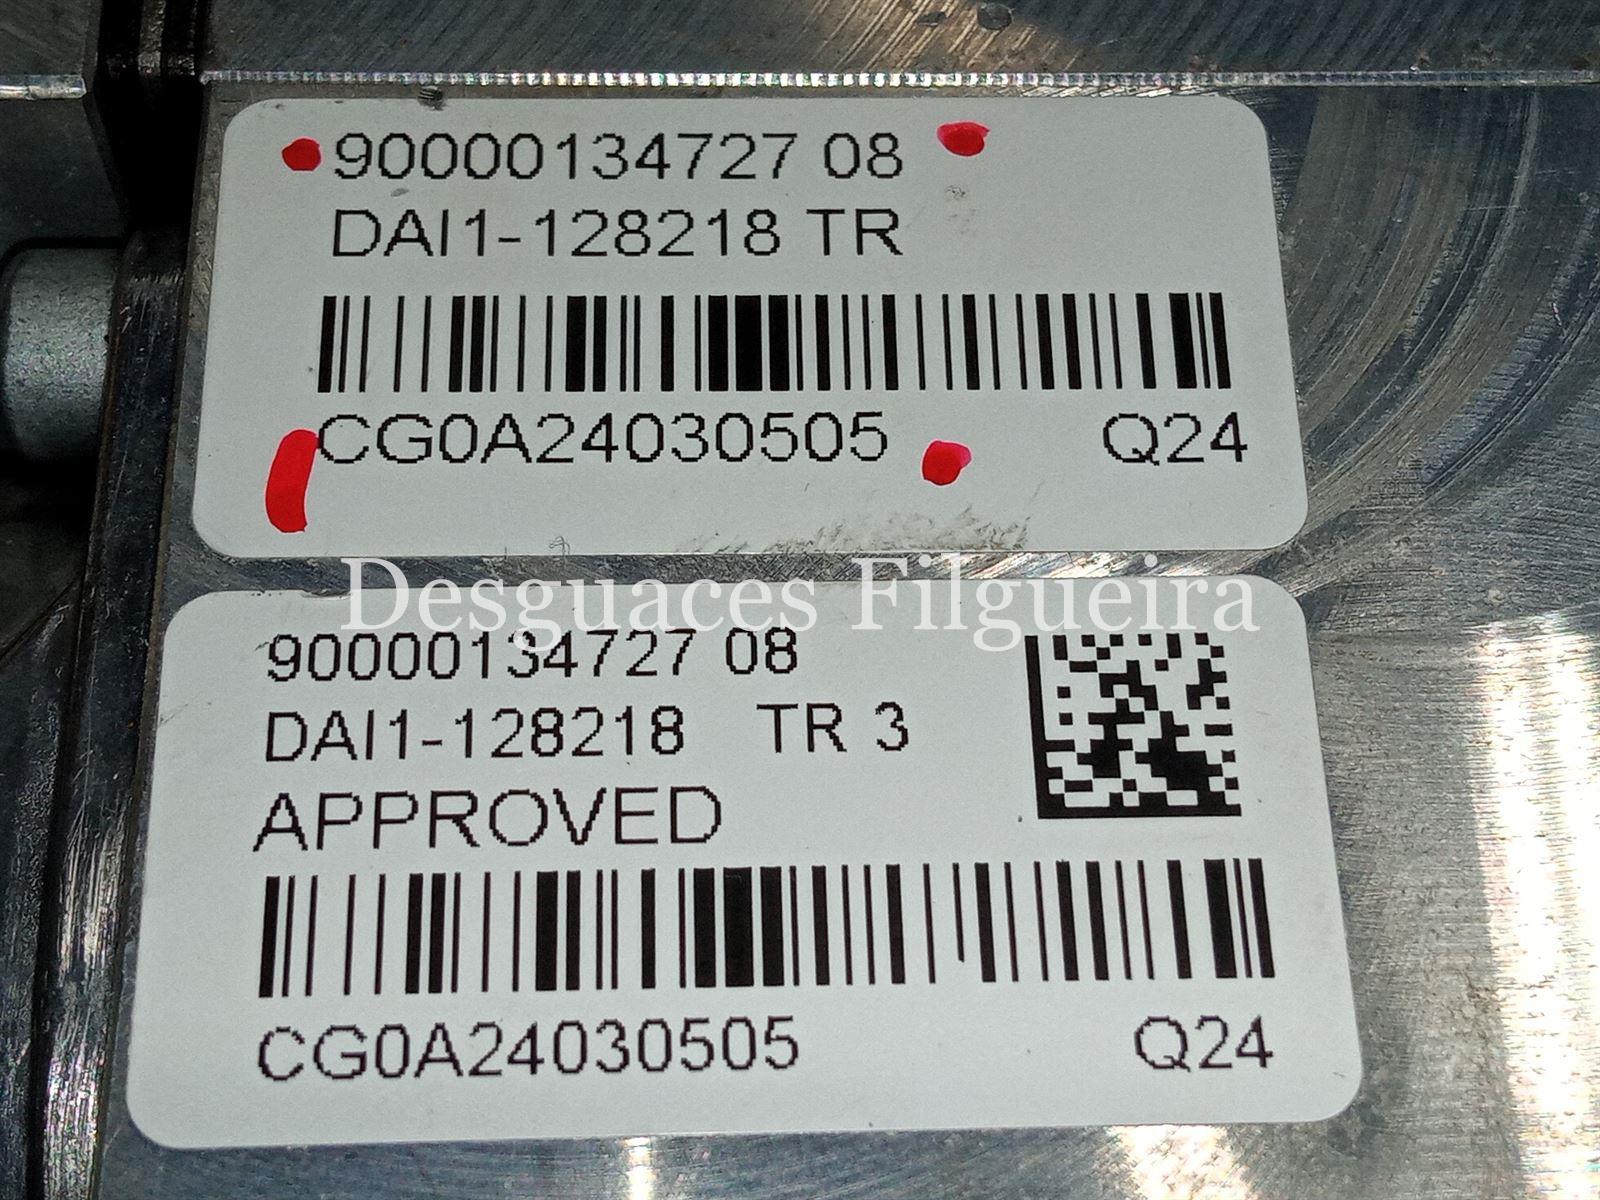 90000134727 08
DAI1-128218 TR
CG0A24030505 Q24
Desguaces Filgueira
90000134727 08
DAI1-128218 TR 3
APPROVED
CG0A24030505 Q24